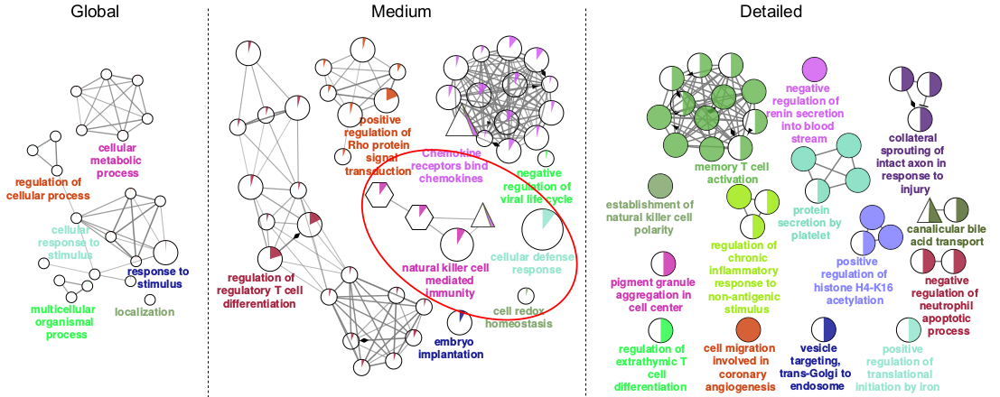 Global
Medium
Detailed
cellular
metabolic
process
regulation of
cellular process
cellular
response to
stimulus
response to
stimulus
multicellular
organismal
process
localization
positive
regulation of
Rho protein
signal
transduction
Chemokine
receptors bind
chemokines
negative
regulation of
viral life cycle
natural killer cell
mediated
immunity
cellular defense
response
regulation of
regulatory T cell
differentiation
cell redox
homeostasis
embryo
implantation
memory T cell
activation
negative
regulation of
renin secretion
into blood
stream
collateral
sprouting of
intact axon in
response to
injury
establishment of
natural killer cell
polarity
protein
secretion by
platelet
canalicular bile
acid transport
regulation of
chronic
inflammatory
response to
non-antigenic
stimulus
positive
regulation of
histone H4-K16
acetylation
pigment granule
aggregation in
cell center
negative
regulation of
neutrophil
apoptotic
process
regulation of
extrathymic T
cell
differentiation
cell migration
involved in
coronary
angiogenesis
vesicle
targeting,
trans-Golgi to
endosome
positive
regulation of
translational
initiation by iron